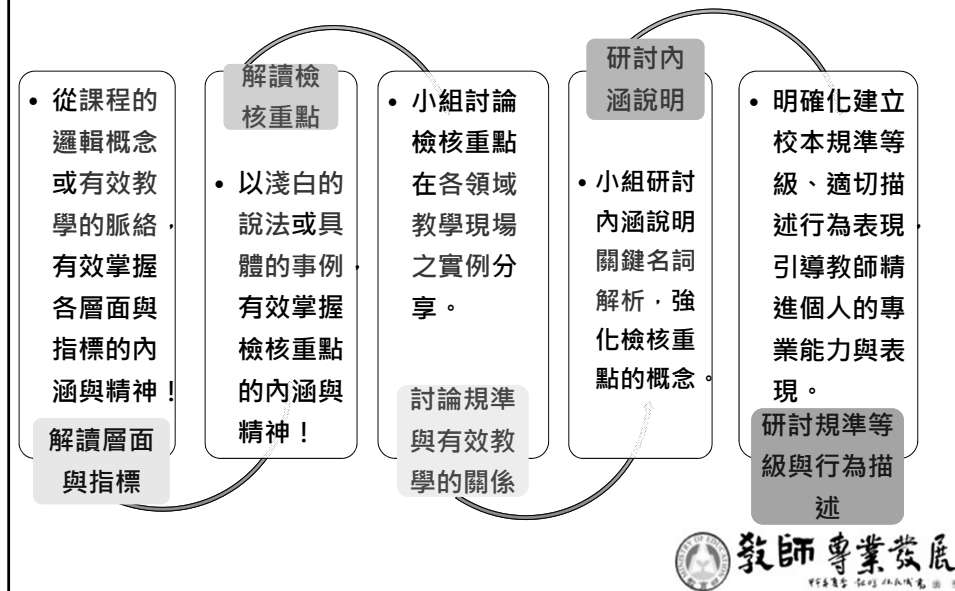 • 從課程的
邏輯概念
或有效教
學的脈絡，
有效掌握
各層面與
指標的內
涵與精神！
解讀層面
與指標
解讀檢
核重點
• 以淺白的
說法或具
體的事例，
有效掌握
檢核重點
的內涵與
精神！
• 小組討論
檢核重點
在各領域
教學現場
之實例分
享。
討論規準
與有效教
學的關係
研討內
涵說明
• 小組研討
內涵說明
關鍵名詞
解析，強
化檢核重
點的概念。
• 明確化建立
校本規準等
級、適切描
述行為表現，
引導教師精
進個人的專
業能力與表
現。
研討規準等
級與行為描
述
MINISTRY OF EDUCATION
教師專業發展